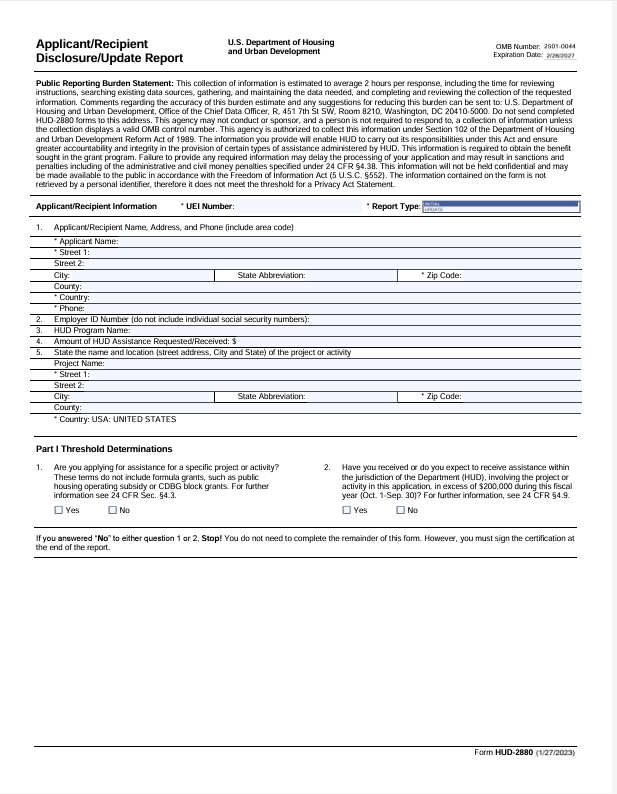 Applicant/Recipient
Disclosure/Update Report
U.S. Department of Housing
and Urban Development
OMB Number: 2501-0044
Expiration Date: 2/28/2027
Public Reporting Burden Statement: This collection of information is estimated to average 2 hours per response, including the time for reviewing
instructions, searching existing data sources, gathering, and maintaining the data needed, and completing and reviewing the collection of the requested
information. Comments regarding the accuracy of this burden estimate and any suggestions for reducing this burden can be sent to: U.S. Department of
Housing and Urban Development, Office of the Chief Data Officer, R, 451 7th St SW, Room 8210, Washington, DC 20410-5000. Do not send completed
HUD-2880 forms to this address. This agency may not conduct or sponsor, and a person is not required to respond to, a collection of information unless
the collection displays a valid OMB control number. This agency is authorized to collect this information under Section 102 of the Department of Housing
and Urban Development Reform Act of 1989. The information you provide will enable HUD to carry out its responsibilities under this Act and ensure
greater accountability and integrity in the provision of certain types of assistance administered by HUD. This information is required to obtain the benefit
sought in the grant program. Failure to provide any required information may delay the processing of your application and may result in sanctions and
penalties including of the administrative and civil money penalties specified under 24 CFR §4.38. This information will not be held confidential and may
be made available to the public in accordance with the Freedom of Information Act (5 U.S.C. §552). The information contained on the form is not
retrieved by a personal identifier, therefore it does not meet the threshold for a Privacy Act Statement.
Applicant/Recipient Information * UEI Number: * Report Type: INITIAL
UPDATE
1. Applicant/Recipient Name, Address, and Phone (include area code)
* Applicant Name:
* Street 1:
Street 2:
City: State Abbreviation: * Zip Code:
County:
* Country:
* Phone:
2. Employer ID Number (do not include individual social security numbers):
3. HUD Program Name:
4. Amount of HUD Assistance Requested/Received: $
5. State the name and location (street address, City and State) of the project or activity
Project Name:
* Street 1:
Street 2:
City: State Abbreviation: * Zip Code:
County:
* Country: USA: UNITED STATES
Part I Threshold Determinations
1. Are you applying for assistance for a specific project or activity?
These terms do not include formula grants, such as public
housing operating subsidy or CDBG block grants. For further
information see 24 CFR Sec. §4.3.
Yes No
2. Have you received or do you expect to receive assistance within
the jurisdiction of the Department (HUD), involving the project or
activity in this application, in excess of $200,000 during this fiscal
year (Oct. 1-Sep. 30)? For further information, see 24 CFR §4.9.
Yes No
If you answered "No" to either question 1 or 2, Stop! You do not need to complete the remainder of this form. However, you must sign the certification at
the end of the report.
Form HUD-2880 (1/27/2023)